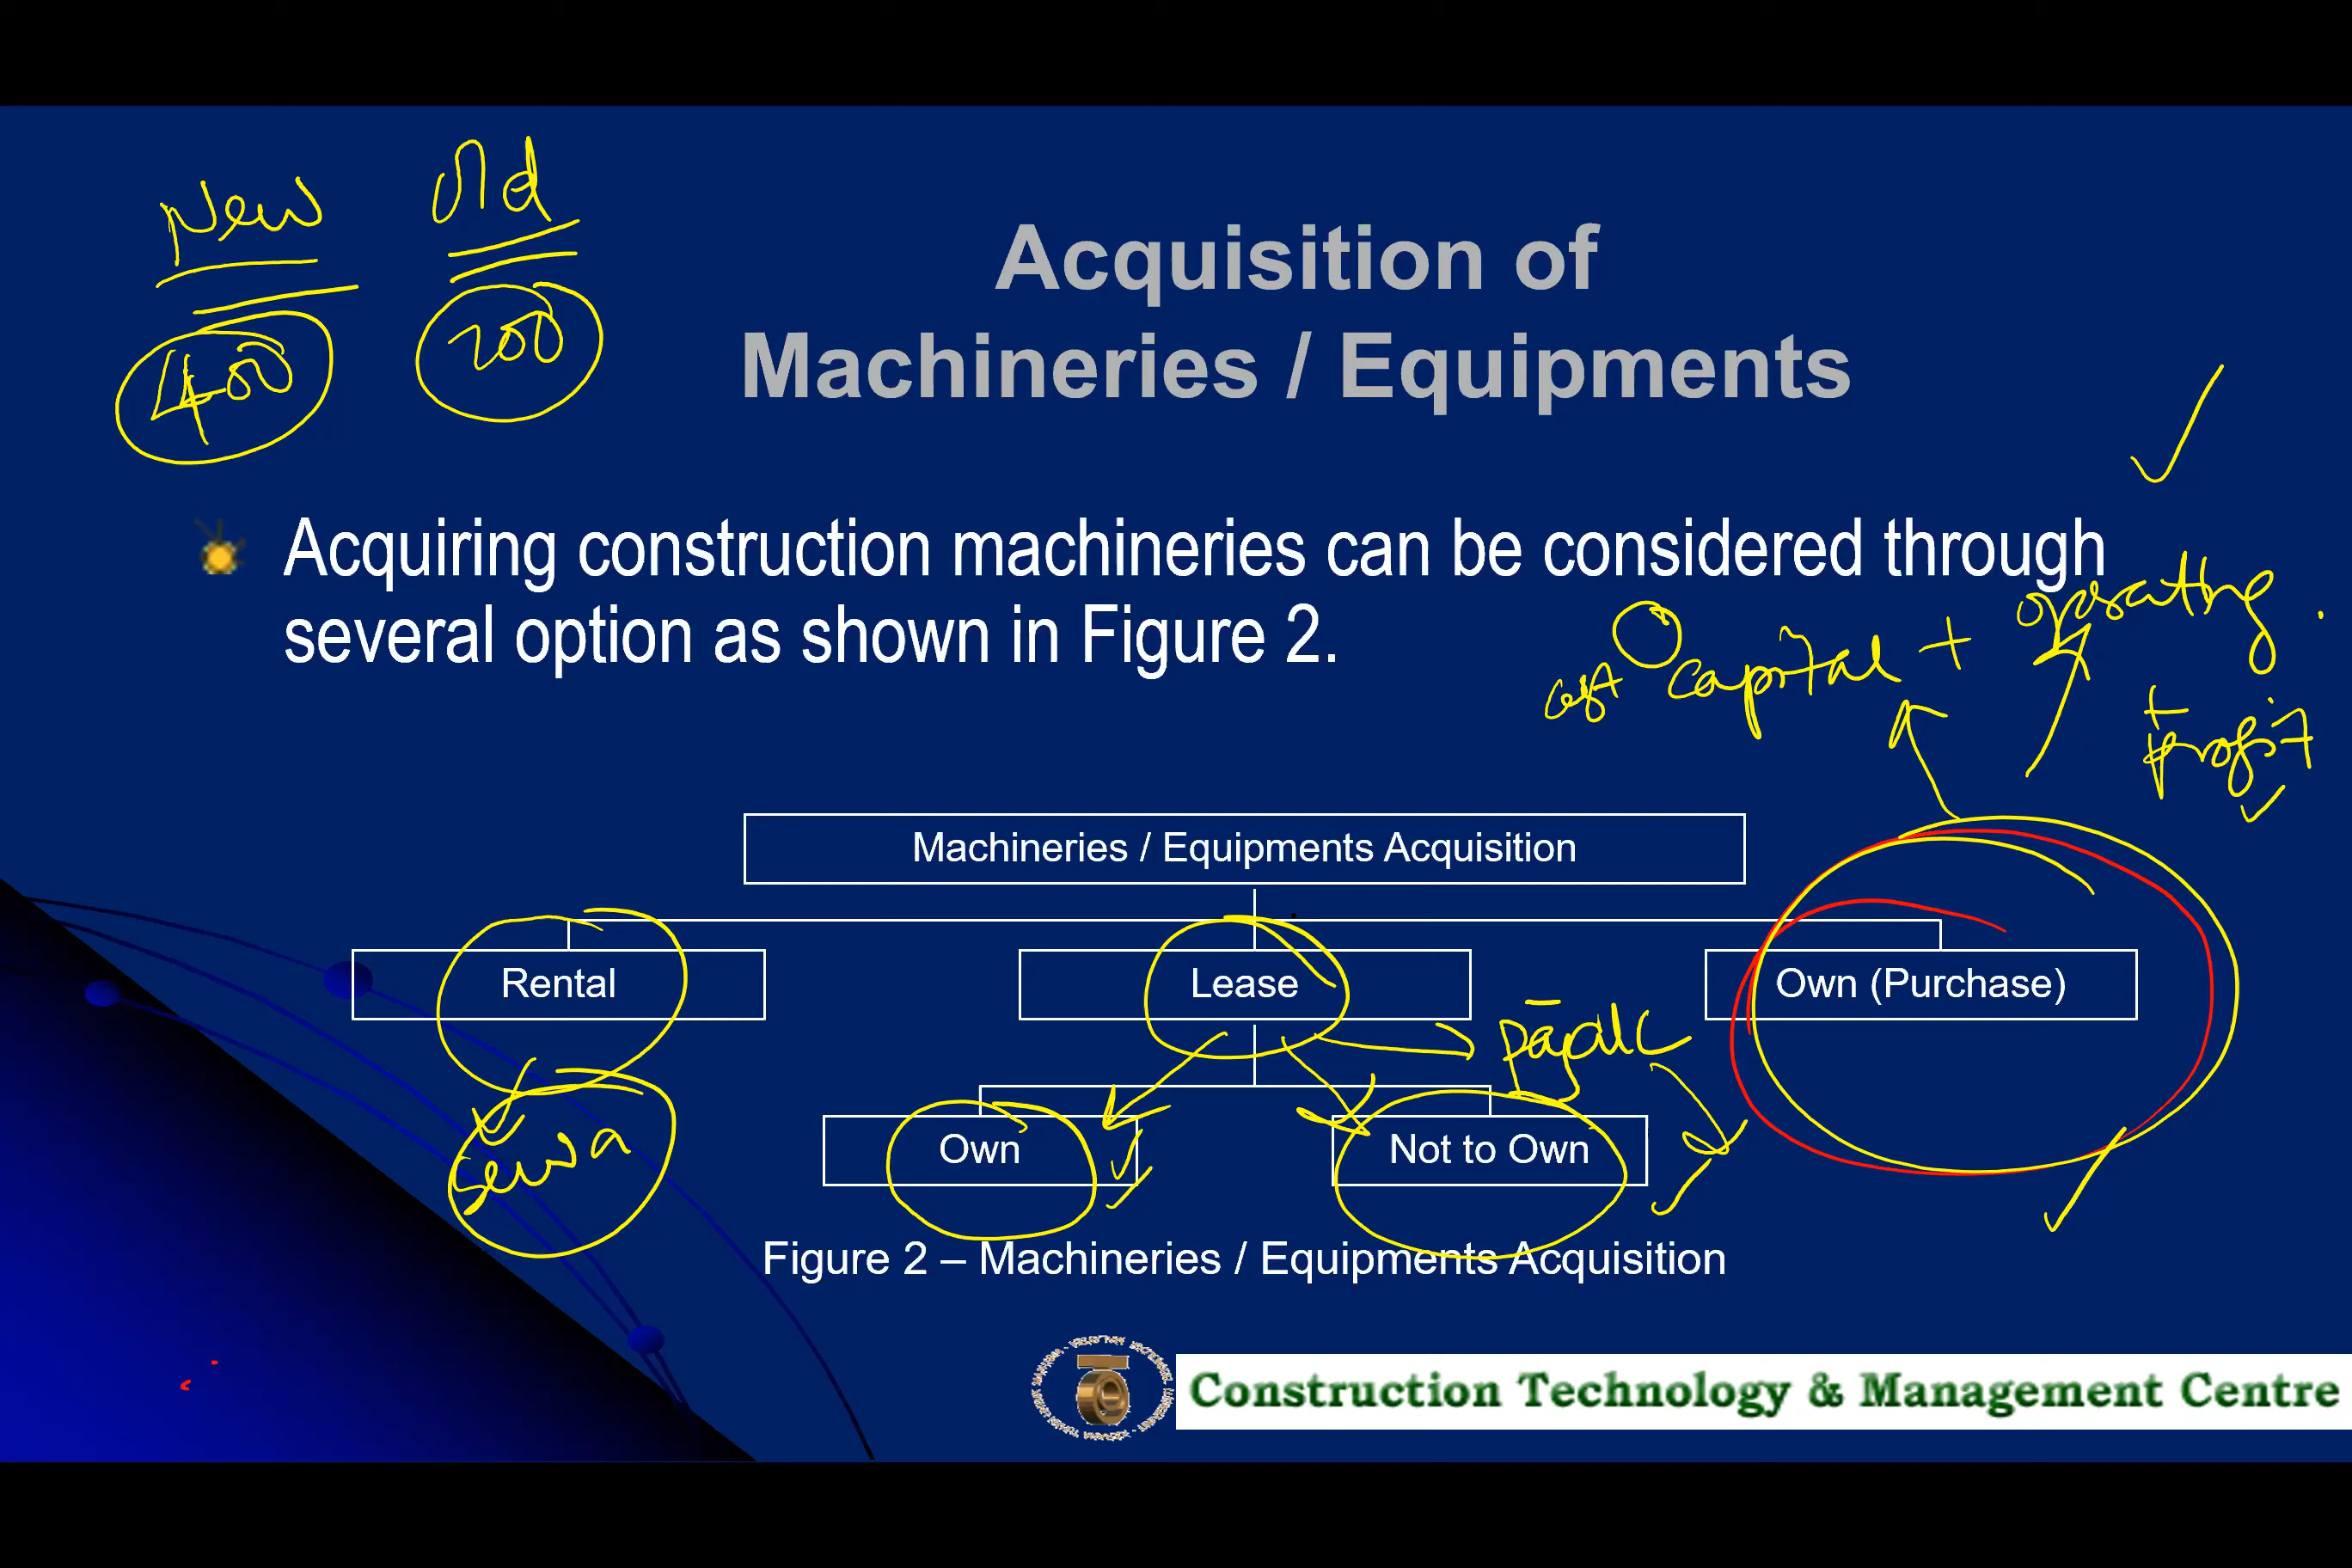 New
Old
400
200
Acquisition of
Machineries / Equipments
Acquiring construction machineries can be considered through
several option as shown in Figure 2.
cost capital + operating
+
profit
Machineries / Equipments Acquisition
Rental
Lease
Own (Purchase)
pajak
Own
Not to Own
sewa
Figure 2 – Machineries / Equipments Acquisition
Construction Technology & Management Centre